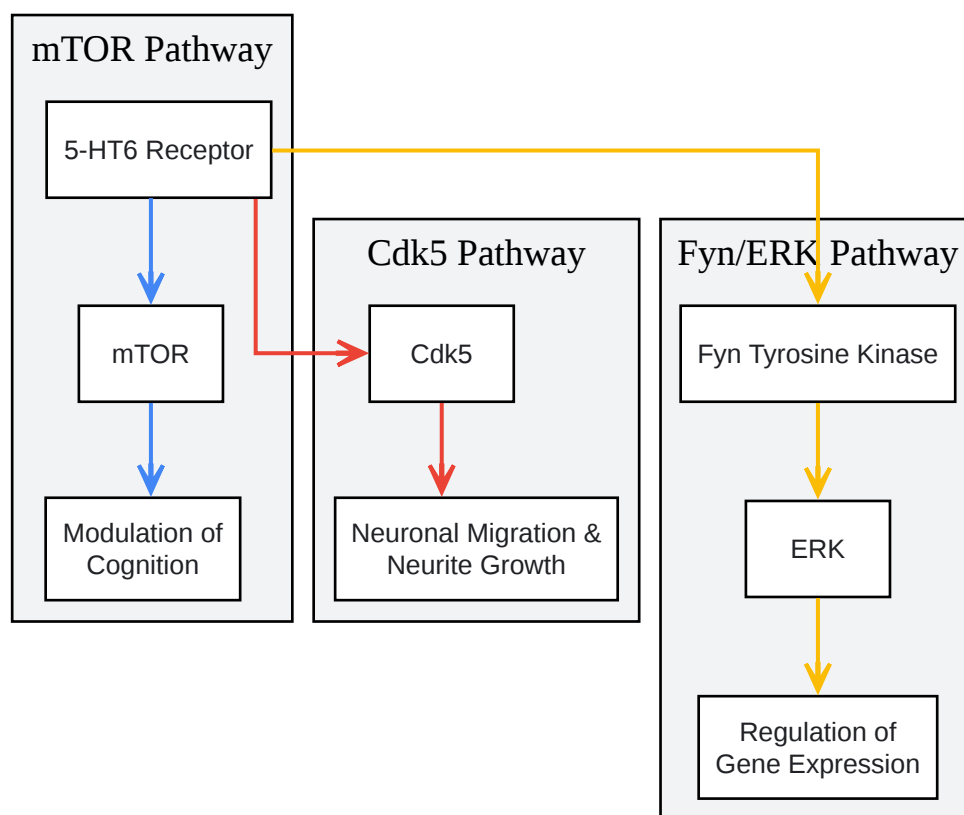 mTOR Pathway
5-HT6 Receptor
mTOR
Modulation of
Cognition
Cdk5 Pathway
Cdk5
Neuronal Migration &
Neurite Growth
Fyn/ERK Pathway
Fyn Tyrosine Kinase
ERK
Regulation of
Gene Expression